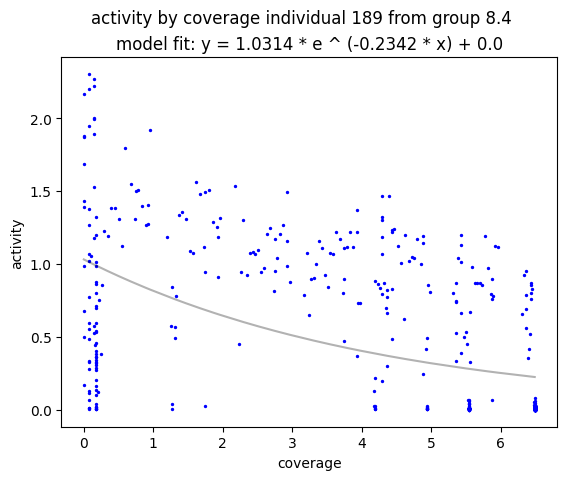 activity by coverage individual 189 from group 8.4
model fit: y = 1.0314 * e ^ (-0.2342 * x) + 0.0
2.0
1.5
1.0
0.5
0.0
activity
0 1 2 3 4 5 6
coverage